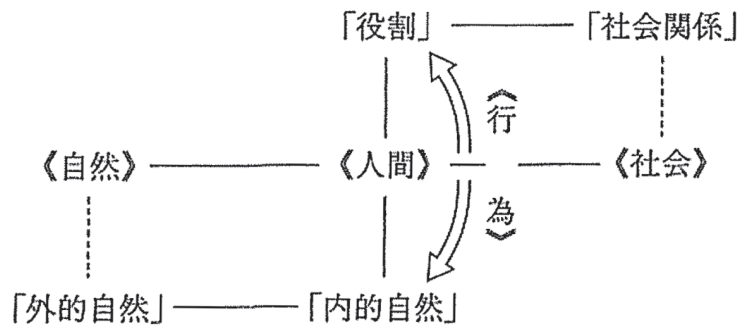 「役割」 「社会関係」
《行
《自然》 《人間》 《社会》
為》
「外的自然」 「内的自然」